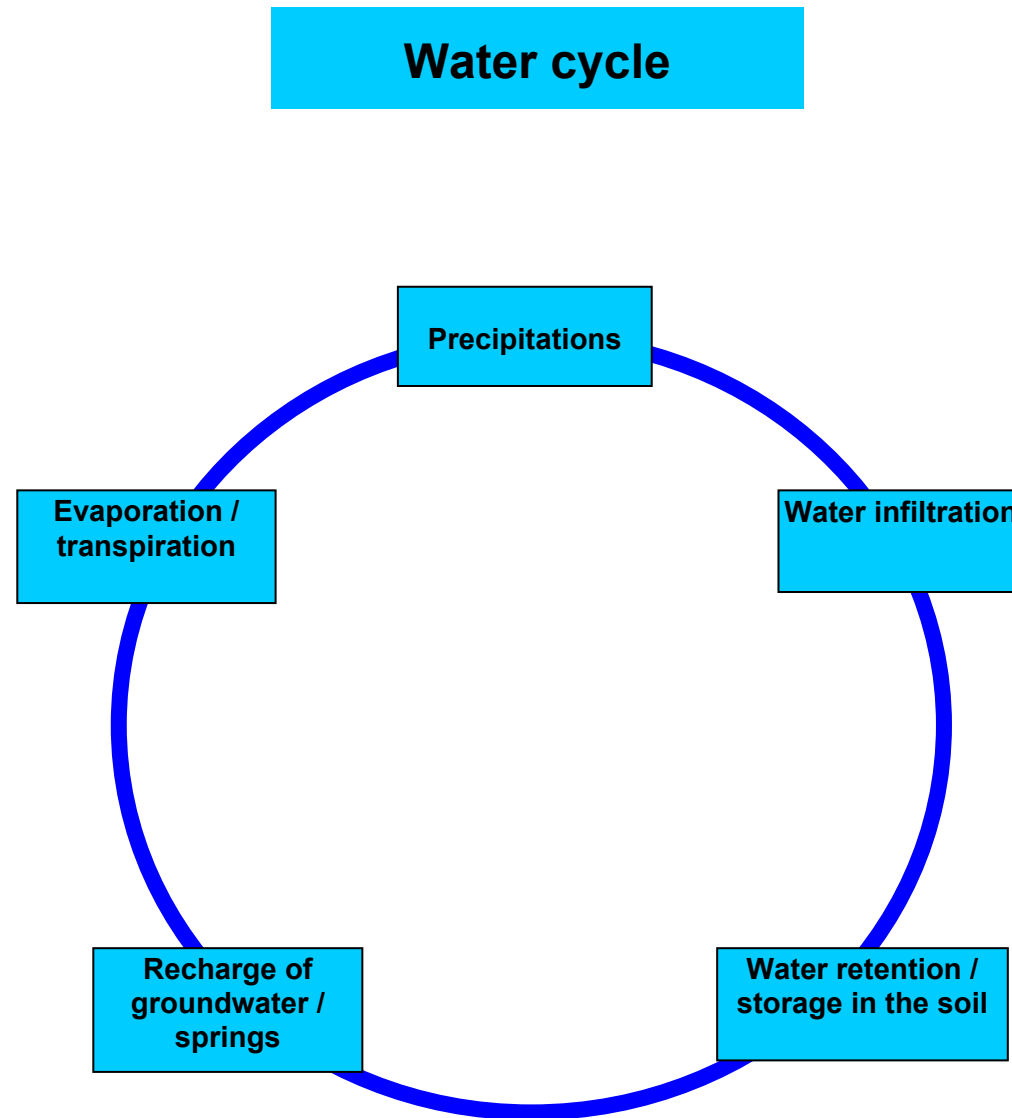 Water cycle
Precipitations
Evaporation /
transpiration
Water infiltration
Recharge of
groundwater /
springs
Water retention /
storage in the soil